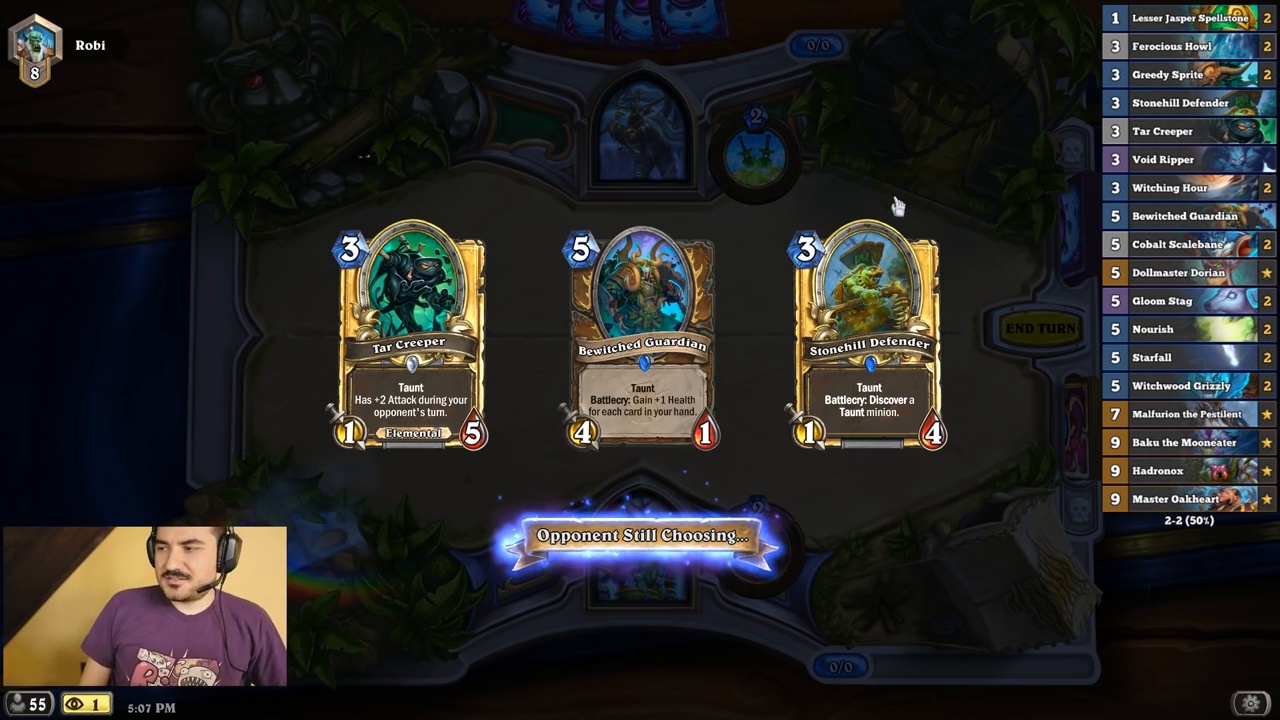 Robi
8
0/0
2
3
Tar Creeper
Taunt
Has +2 Attack during your
opponent's turn.
1
Elemental
5
5
Bewitched Guardian
Taunt
Battlecry: Gain +1 Health
for each card in your hand.
4
1
3
Stonehill Defender
Taunt
Battlecry: Discover a
Taunt minion.
1
4
END TURN
Opponent Still Choosing...
2
0/0
1 Lesser Jasper Spellstone 2
3 Ferocious Howl 2
3 Greedy Sprite 2
3 Stonehill Defender
3 Tar Creeper
3 Void Ripper
3 Witching Hour 2
5 Bewitched Guardian
5 Cobalt Scalebane 2
5 Dollmaster Dorian
5 Gloom Stag 2
5 Nourish 2
5 Starfall 2
5 Witchwood Grizzly 2
7 Malfurion the Pestilent
9 Baku the Mooneater
9 Hadronox
9 Master Oakheart
2-2 (50%)
55
1
5:07 PM